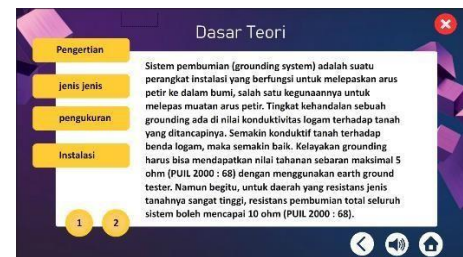 Dasar Teori
Pengertian
jenis jenis
pengukuran
Instalasi
1
2
Sistem pembumian (grounding system) adalah suatu
perangkat instalasi yang berfungsi untuk melepaskan arus
petir ke dalam bumi, salah satu kegunaannya untuk
melepas muatan arus petir. Tingkat kehandalan sebuah
grounding ada di nilai konduktivitas logam terhadap tanah
yang ditancapinya. Semakin konduktif tanah terhadap
benda logam, maka semakin baik. Kelayakan grounding
harus bisa mendapatkan nilai tahanan sebaran maksimal 5
ohm (PUIL 2000 : 68) dengan menggunakan earth ground
tester. Namun begitu, untuk daerah yang resistans jenis
tanahnya sangat tinggi, resistans pembumian total seluruh
sistem boleh mencapai 10 ohm (PUIL 2000 : 68).